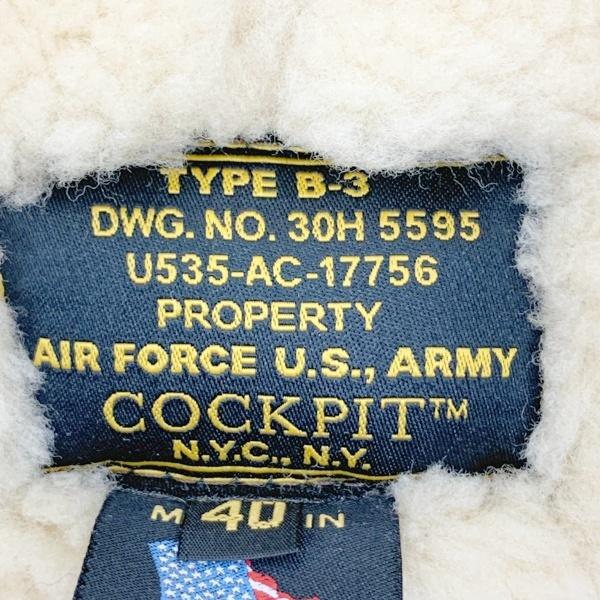 TYPE B-3
DWG. NO. 30H 5595
U535-AC-17756
PROPERTY
AIR FORCE U.S., ARMY
COCKPIT™
N.Y.C., N.Y.
M 40 IN